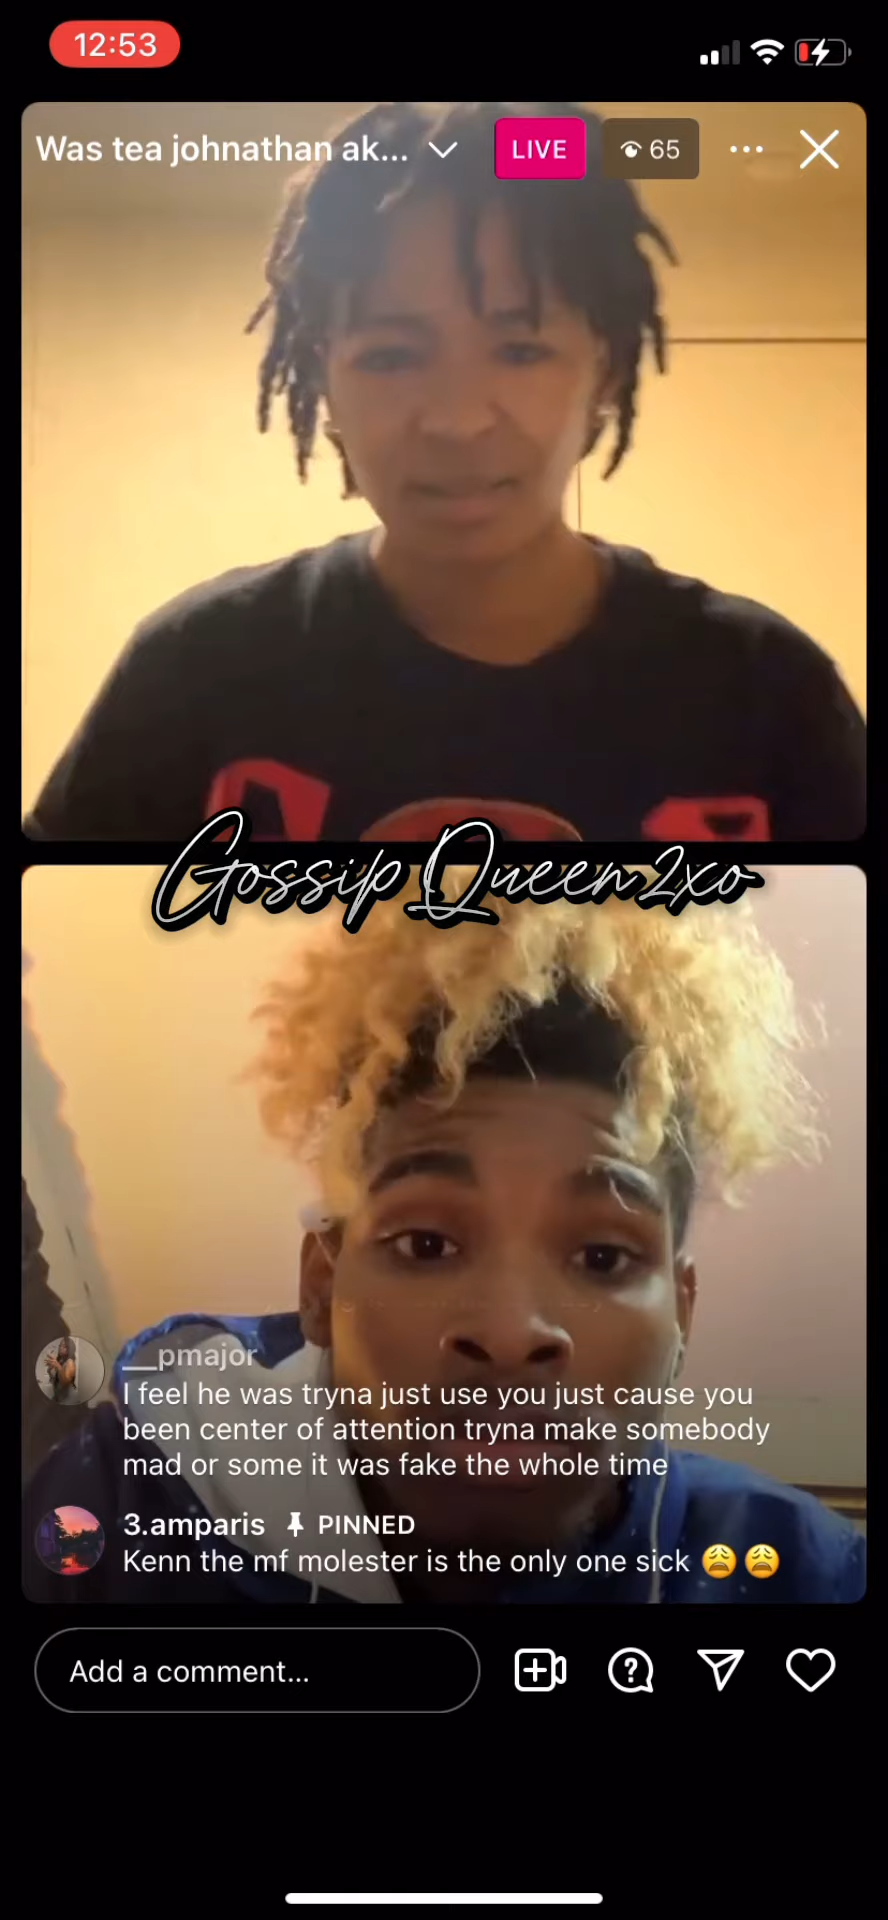 12:53
Was tea johnathan ak...
LIVE
65
Gossip Queen2xo
__pmajor
I feel he was tryna just use you just cause you
been center of attention tryna make somebody
mad or some it was fake the whole time
3.amparis PINNED
Kenn the mf molester is the only one sick 😩😩
Add a comment...